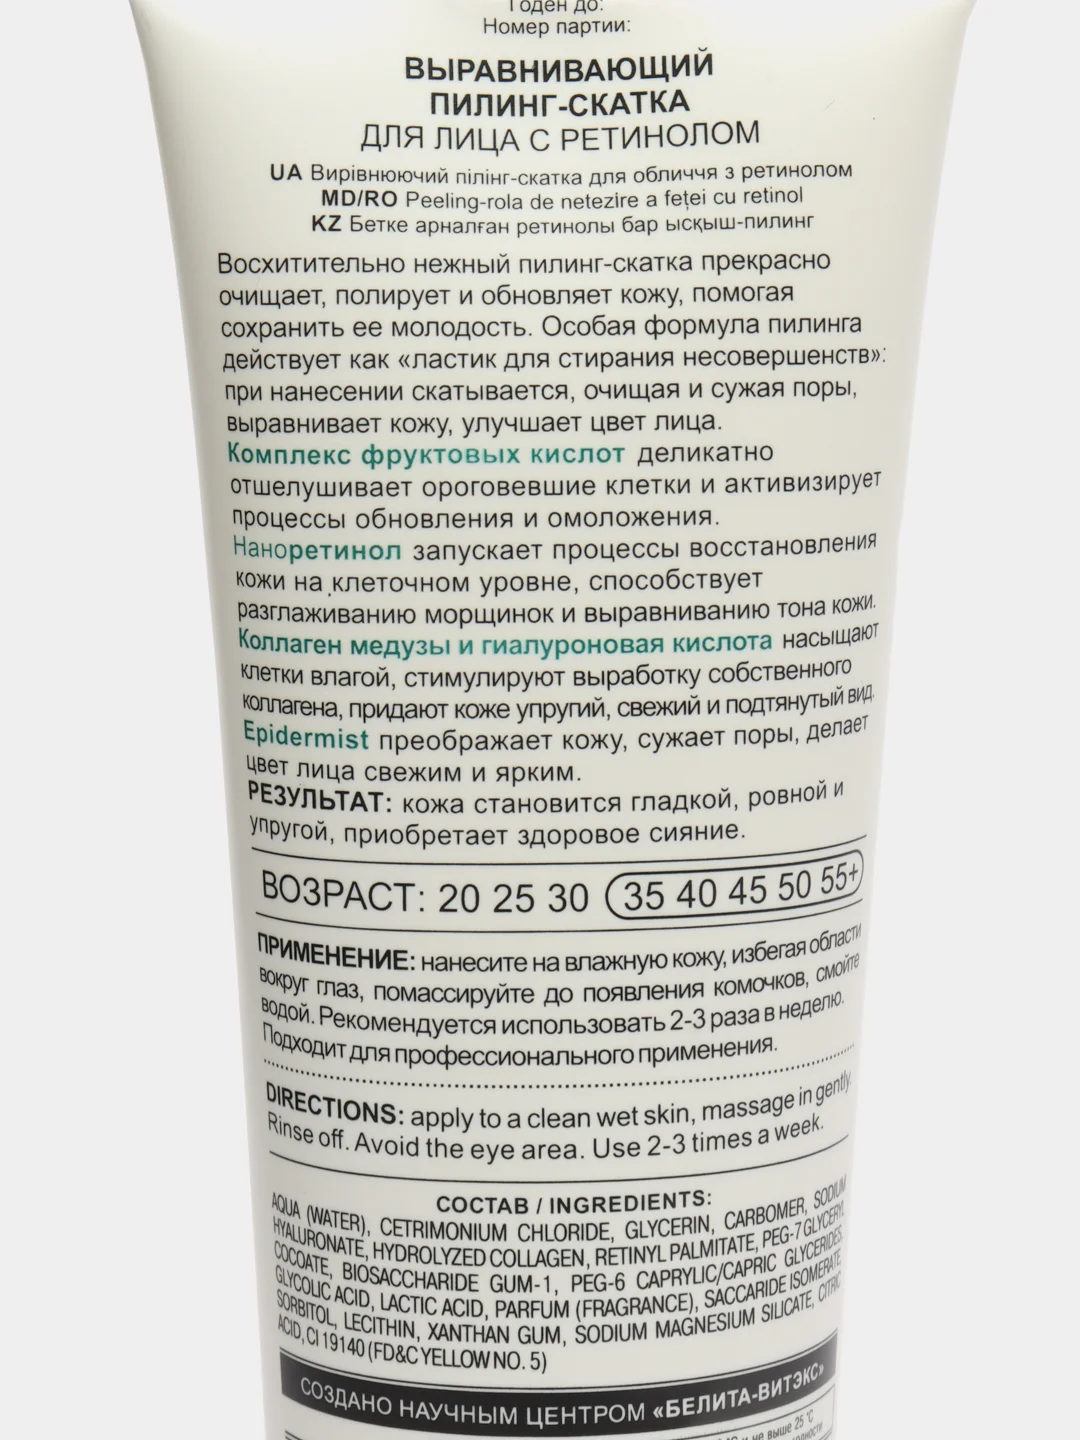 Годен до:
Номер партии:
ВЫРАВНИВАЮЩИЙ
ПИЛИНГ-СКАТКА
ДЛЯ ЛИЦА С РЕТИНОЛОМ
UA Вирівнюючий пілінг-скатка для обличчя з ретинолом
MD/RO Peeling-rola de netezire a feței cu retinol
KZ Бетке арналған ретинолы бар ысқыш-пилинг
Восхитительно нежный пилинг-скатка прекрасно
очищает, полирует и обновляет кожу, помогая
сохранить ее молодость. Особая формула пилинга
действует как «ластик для стирания несовершенств»:
при нанесении скатывается, очищая и сужая поры,
выравнивает кожу, улучшает цвет лица.
Комплекс фруктовых кислот деликатно
отшелушивает ороговевшие клетки и активизирует
процессы обновления и омоложения.
Наноретинол запускает процессы восстановления
кожи на клеточном уровне, способствует
разглаживанию морщинок и выравниванию тона кожи.
Коллаген медузы и гиалуроновая кислота насыщают
клетки влагой, стимулируют выработку собственного
коллагена, придают коже упругий, свежий и подтянутый вид.
Epidermist преображает кожу, сужает поры, делает
цвет лица свежим и ярким.
РЕЗУЛЬТАТ: кожа становится гладкой, ровной и
упругой, приобретает здоровое сияние.
ВОЗРАСТ: 20 25 30 35 40 45 50 55+
ПРИМЕНЕНИЕ: нанесите на влажную кожу, избегая области
вокруг глаз, помассируйте до появления комочков, смойте
водой. Рекомендуется использовать 2-3 раза в неделю.
Подходит для профессионального применения.
DIRECTIONS: apply to a clean wet skin, massage in gently.
Rinse off. Avoid the eye area. Use 2-3 times a week.
СОСТАВ / INGREDIENTS:
AQUA (WATER), CETRIMONIUM CHLORIDE, GLYCERIN, CARBOMER, SODIUM
HYALURONATE, HYDROLYZED COLLAGEN, RETINYL PALMITATE, PEG-7 GLYCERYL
COCOATE, BIOSACCHARIDE GUM-1, PEG-6 CAPRYLIC/CAPRIC GLYCERIDES,
GLYCOLIC ACID, LACTIC ACID, PARFUM (FRAGRANCE), SACCARIDE ISOMERATE,
SORBITOL, LECITHIN, XANTHAN GUM, SODIUM MAGNESIUM SILICATE, CITRIC
ACID, CI 19140 (FD&C YELLOW NO. 5)
СОЗДАНО НАУЧНЫМ ЦЕНТРОМ «БЕЛИТА-ВИТЭКС»
и не выше 25 °C